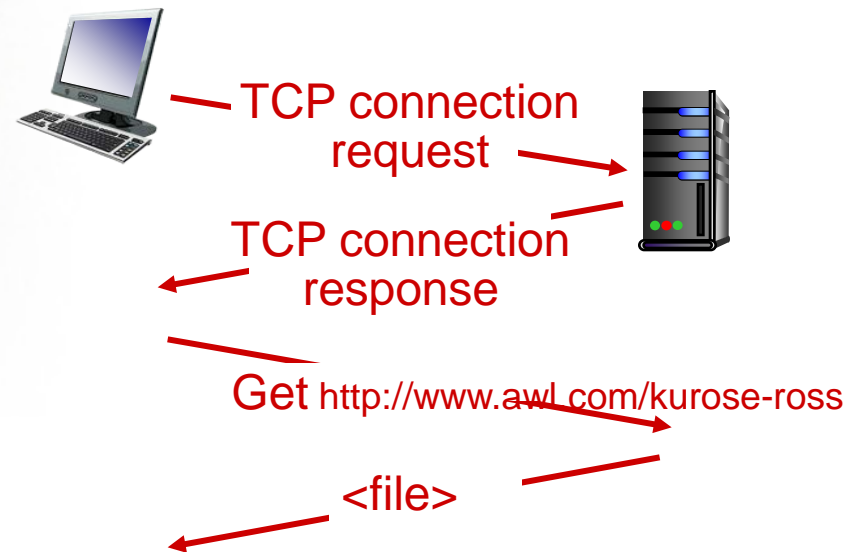 TCP connection
request
TCP connection
response
Get http://www.awl.com/kurose-ross
<file>